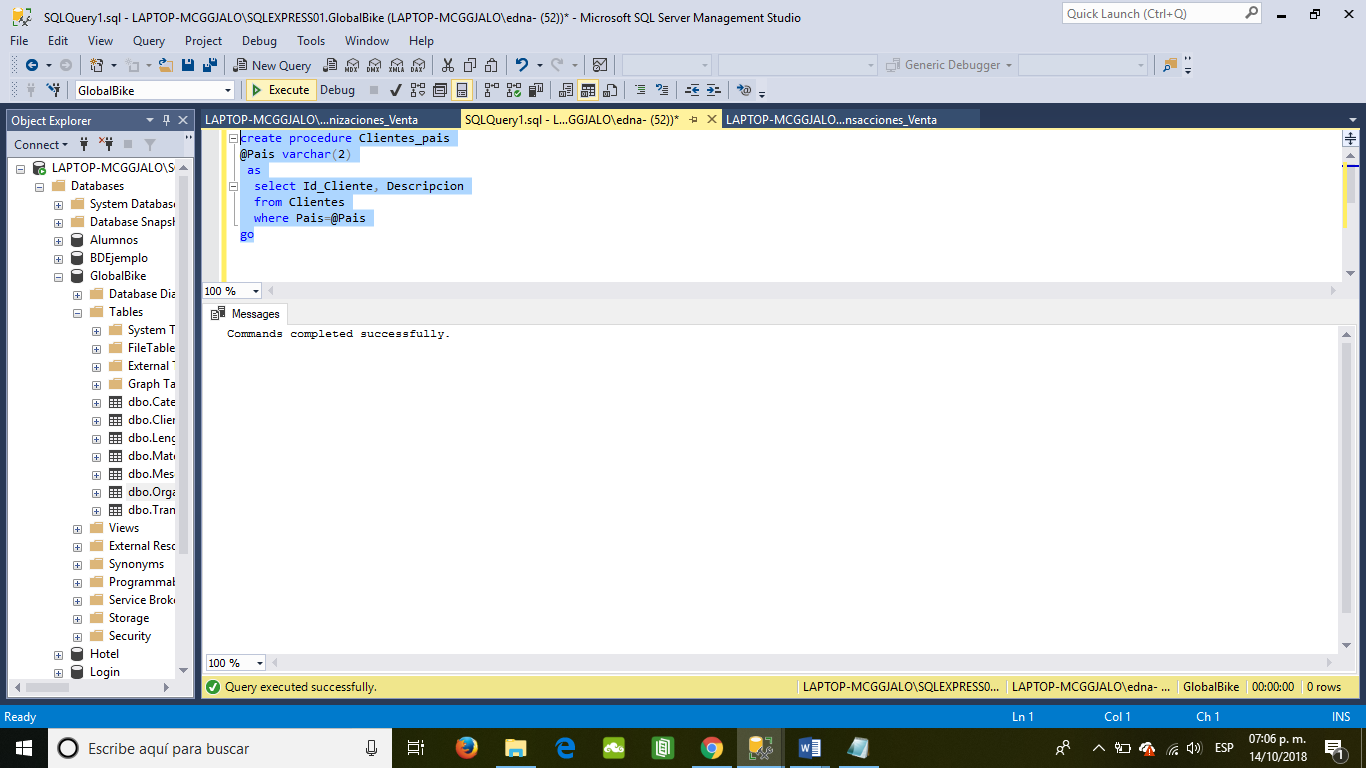 SQLQuery1.sql - LAPTOP-MCGGJALO\SQLEXPRESS01.GlobalBike (LAPTOP-MCGGJALO\edna- (52))* - Microsoft SQL Server Management Studio
Quick Launch (Ctrl+Q)
File Edit View Query Project Debug Tools Window Help
New Query MDX DMX XMLA DAX Generic Debugger
GlobalBike Execute Debug
Object Explorer
LAPTOP-MCGGJALO\...nizaciones_Venta SQLQuery1.sql - L...GGJALO\edna- (52))* LAPTOP-MCGGJALO...nsacciones_Venta
Connect
LAPTOP-MCGGJALO\S
Databases
System Databas
Database Snapsh
Alumnos
BDEjemplo
GlobalBike
Database Dia
Tables
System T
FileTable
External T
Graph Ta
dbo.Cate
dbo.Clien
dbo.Leng
dbo.Mate
dbo.Mes
dbo.Orga
dbo.Tran
Views
External Reso
Synonyms
Programmab
Service Broke
Storage
Security
Hotel
Login
create procedure Clientes_pais
@Pais varchar(2)
as
select Id_Cliente, Descripcion
from Clientes
where Pais=@Pais
go
100 %
Messages
Commands completed successfully.
100 %
Query executed successfully. LAPTOP-MCGGJALO\SQLEXPRESS0... LAPTOP-MCGGJALO\edna- ... GlobalBike 00:00:00 0 rows
Ready Ln 1 Col 1 Ch 1 INS
Escribe aquí para buscar
ESP
07:06 p. m.
14/10/2018
1